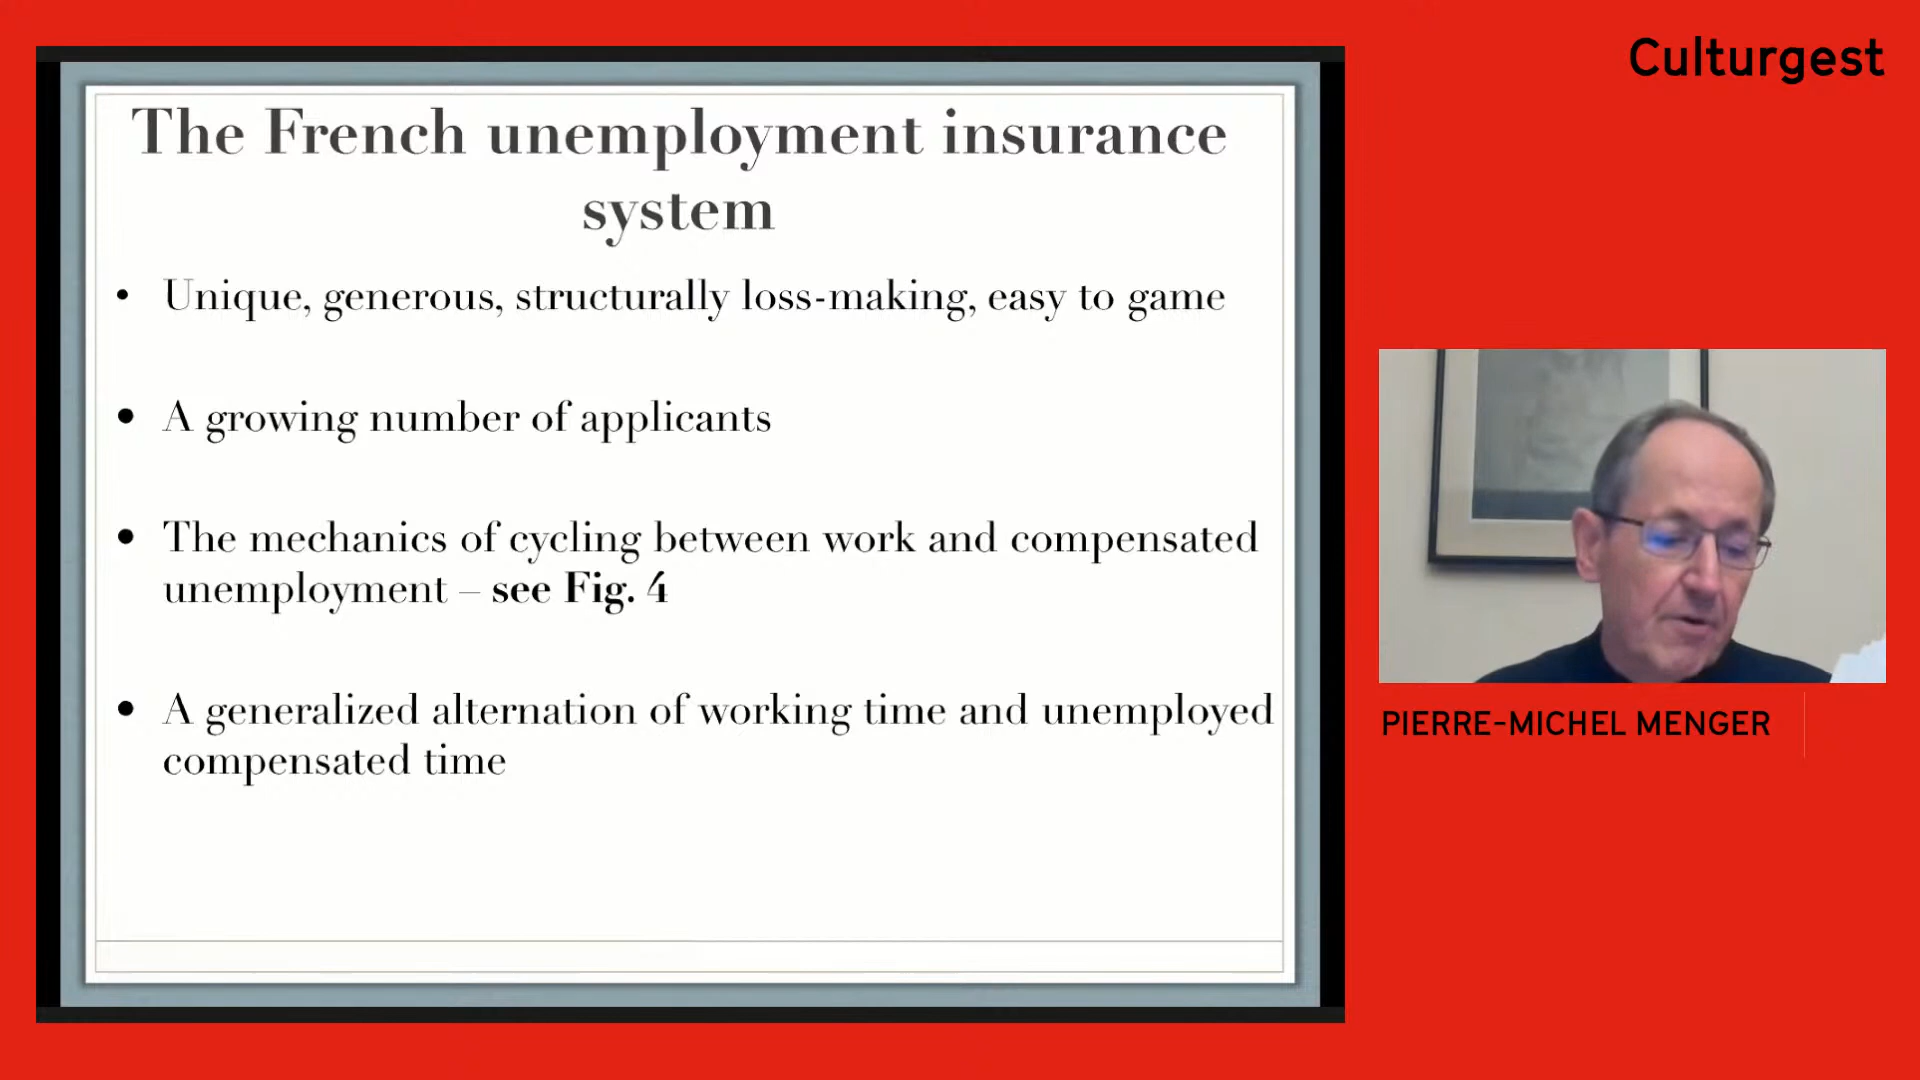 Culturgest
The French unemployment insurance
system
• Unique, generous, structurally loss-making, easy to game
• A growing number of applicants
• The mechanics of cycling between work and compensated
unemployment – see Fig. 4
• A generalized alternation of working time and unemployed
compensated time
PIERRE-MICHEL MENGER